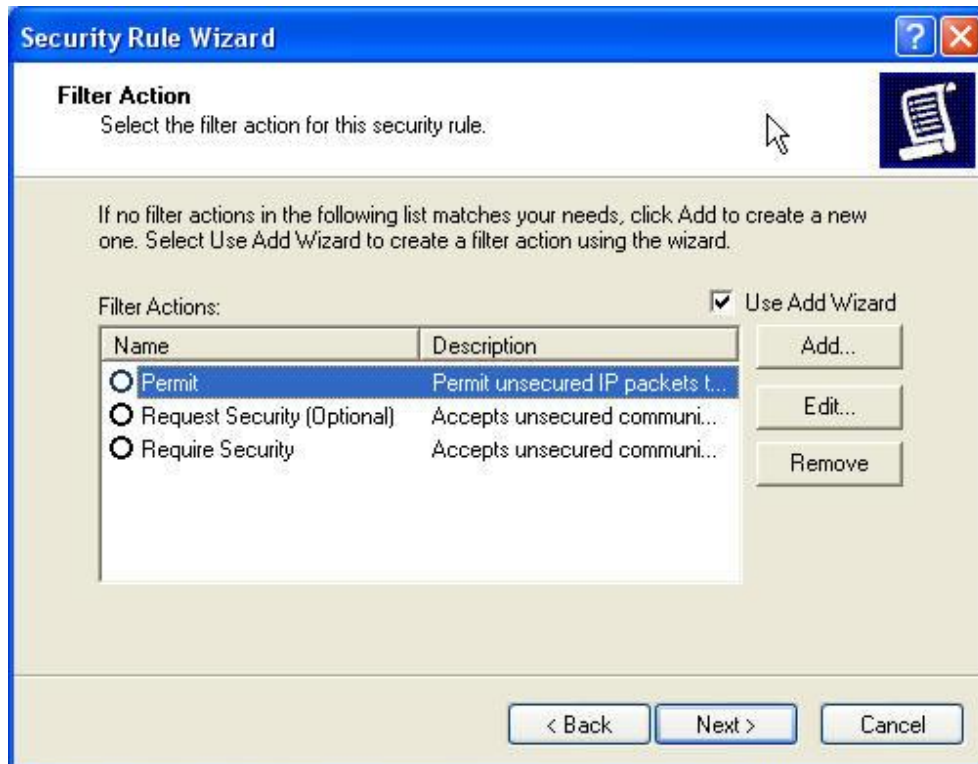 Security Rule Wizard
?
Filter Action
Select the filter action for this security rule.
If no filter actions in the following list matches your needs, click Add to create a new
one. Select Use Add Wizard to create a filter action using the wizard.
Filter Actions:
Use Add Wizard
Name Description
Permit Permit unsecured IP packets t...
Request Security (Optional) Accepts unsecured communi...
Require Security Accepts unsecured communi...
Add...
Edit...
Remove
< Back Next > Cancel